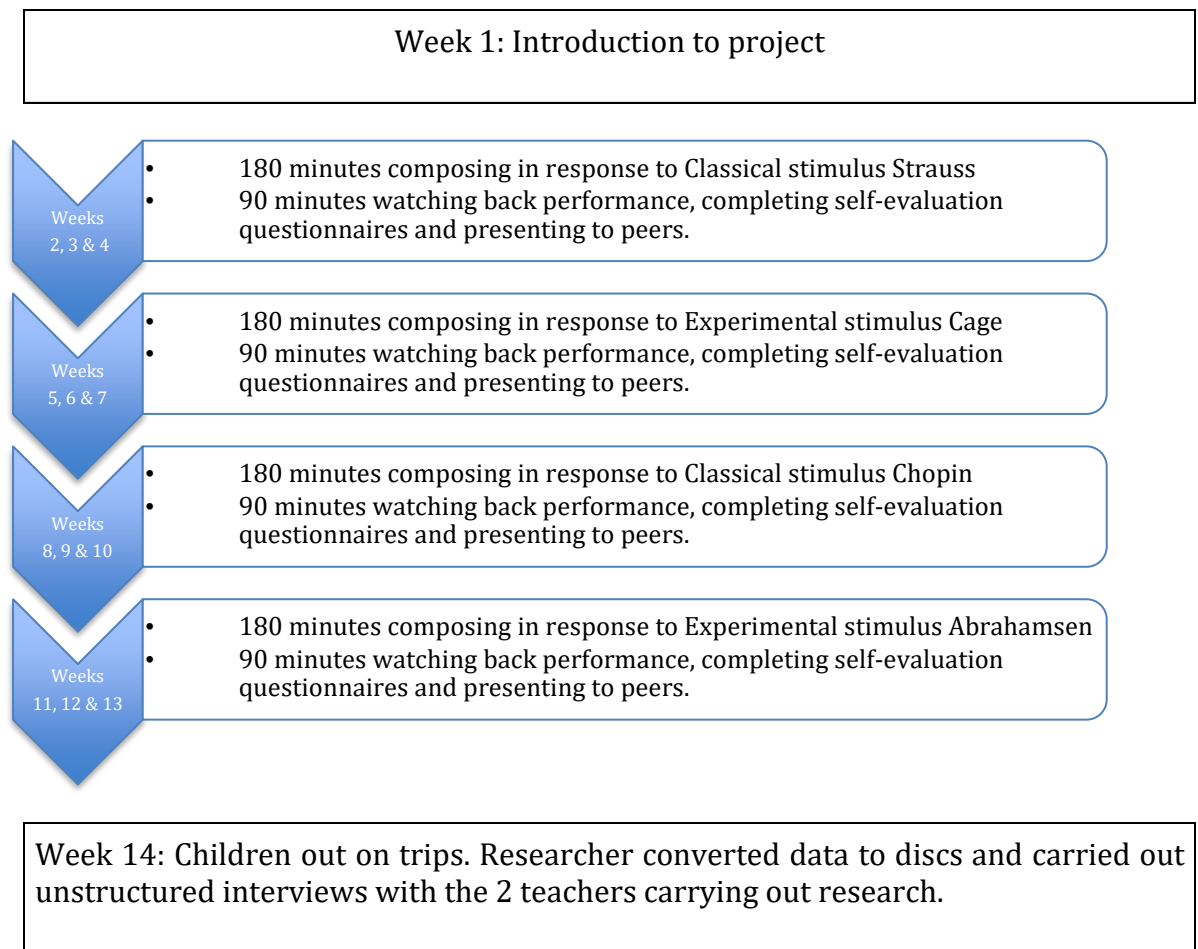 Week 1: Introduction to project
Weeks
2, 3 & 4
• 180 minutes composing in response to Classical stimulus Strauss
• 90 minutes watching back performance, completing self-evaluation
questionnaires and presenting to peers.
Weeks
5, 6 & 7
• 180 minutes composing in response to Experimental stimulus Cage
• 90 minutes watching back performance, completing self-evaluation
questionnaires and presenting to peers.
Weeks
8, 9 & 10
• 180 minutes composing in response to Classical stimulus Chopin
• 90 minutes watching back performance, completing self-evaluation
questionnaires and presenting to peers.
Weeks
11, 12 & 13
• 180 minutes composing in response to Experimental stimulus Abrahamsen
• 90 minutes watching back performance, completing self-evaluation
questionnaires and presenting to peers.
Week 14: Children out on trips. Researcher converted data to discs and carried out
unstructured interviews with the 2 teachers carrying out research.